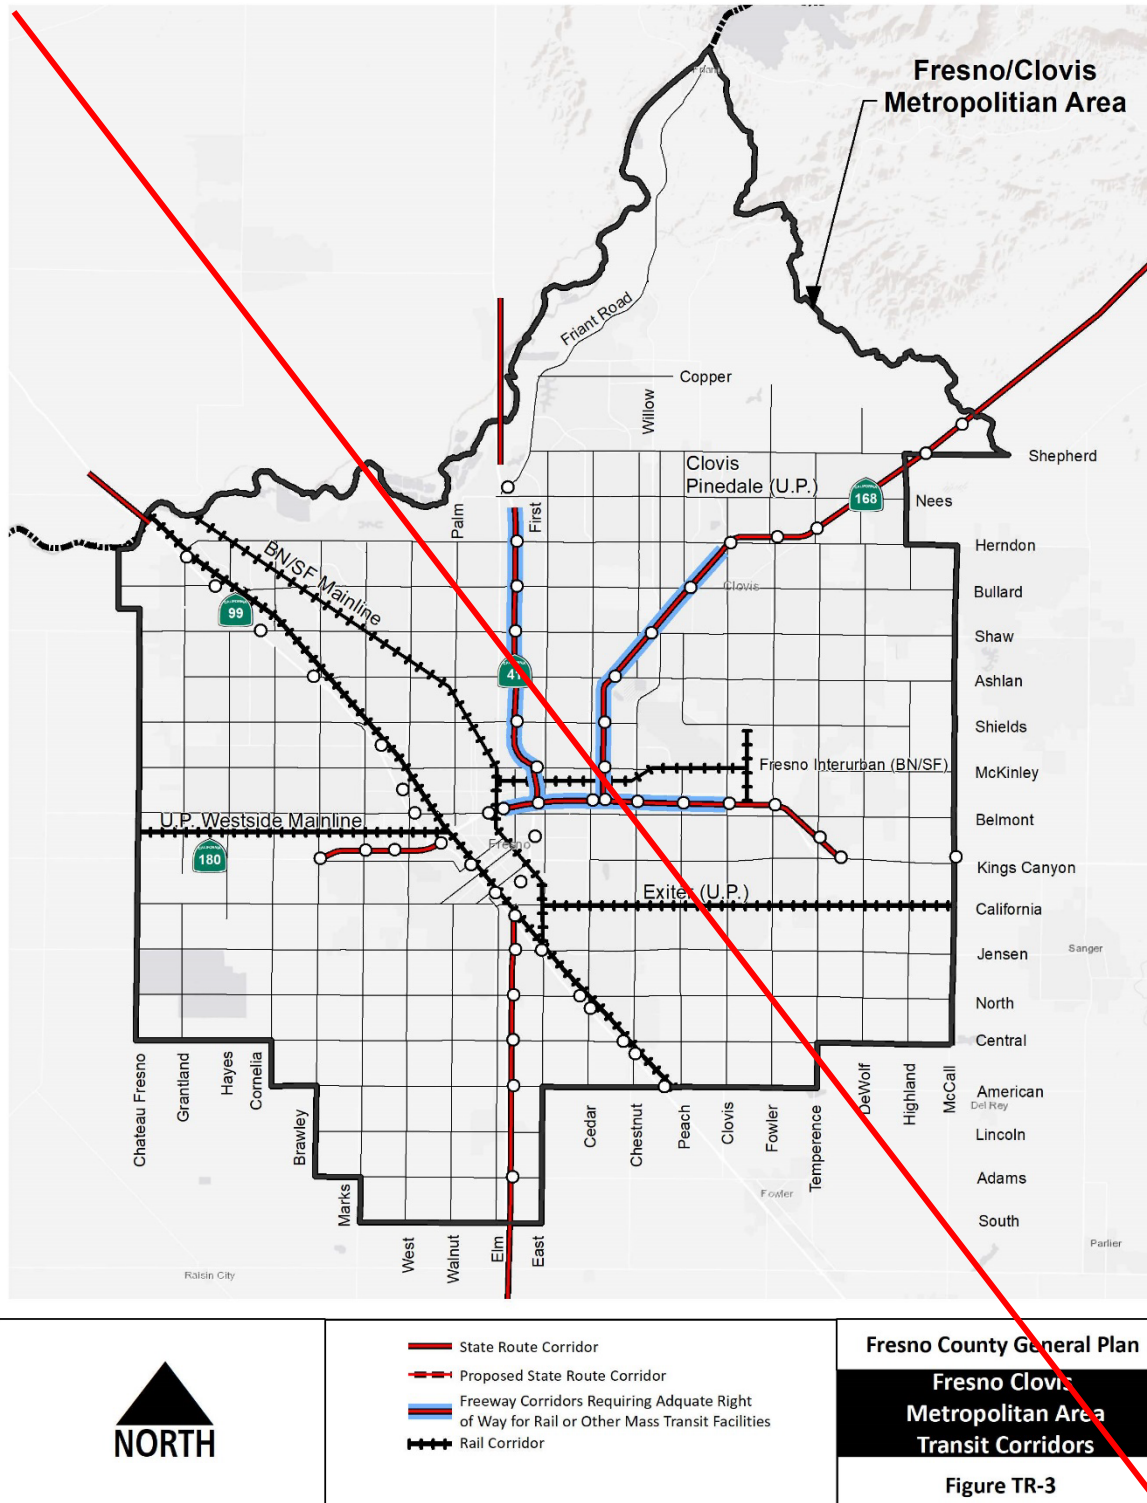 Friant
Fresno/Clovis
Metropolitian Area
Friant Road
Copper
Willow
Clovis
Pinedale (U.P.)
CALIFORNIA
168
Shepherd
Nees
Palm
First
BN/SF Mainline
Herndon
Clovis
Bullard
99
Shaw
41
Ashlan
Shields
Fresno Interurban (BN/SF)
McKinley
U.P. Westside Mainline
Belmont
Fresno
180
Kings Canyon
Exiter (U.P.)
California
Jensen
Sanger
North
Central
Chateau Fresno
Grantland
Hayes
Cornelia
Brawley
Marks
West
Walnut
Elm
East
Cedar
Chestnut
Peach
Clovis
Fowler
Temperence
DeWolf
Highland
McCall
American
Del Rey
Lincoln
Adams
Fowler
South
Parlier
Raisin City
NORTH
State Route Corridor
Proposed State Route Corridor
Freeway Corridors Requiring Adquate Right
of Way for Rail or Other Mass Transit Facilities
Rail Corridor
Fresno County General Plan
Fresno Clovis
Metropolitan Area
Transit Corridors
Figure TR-3